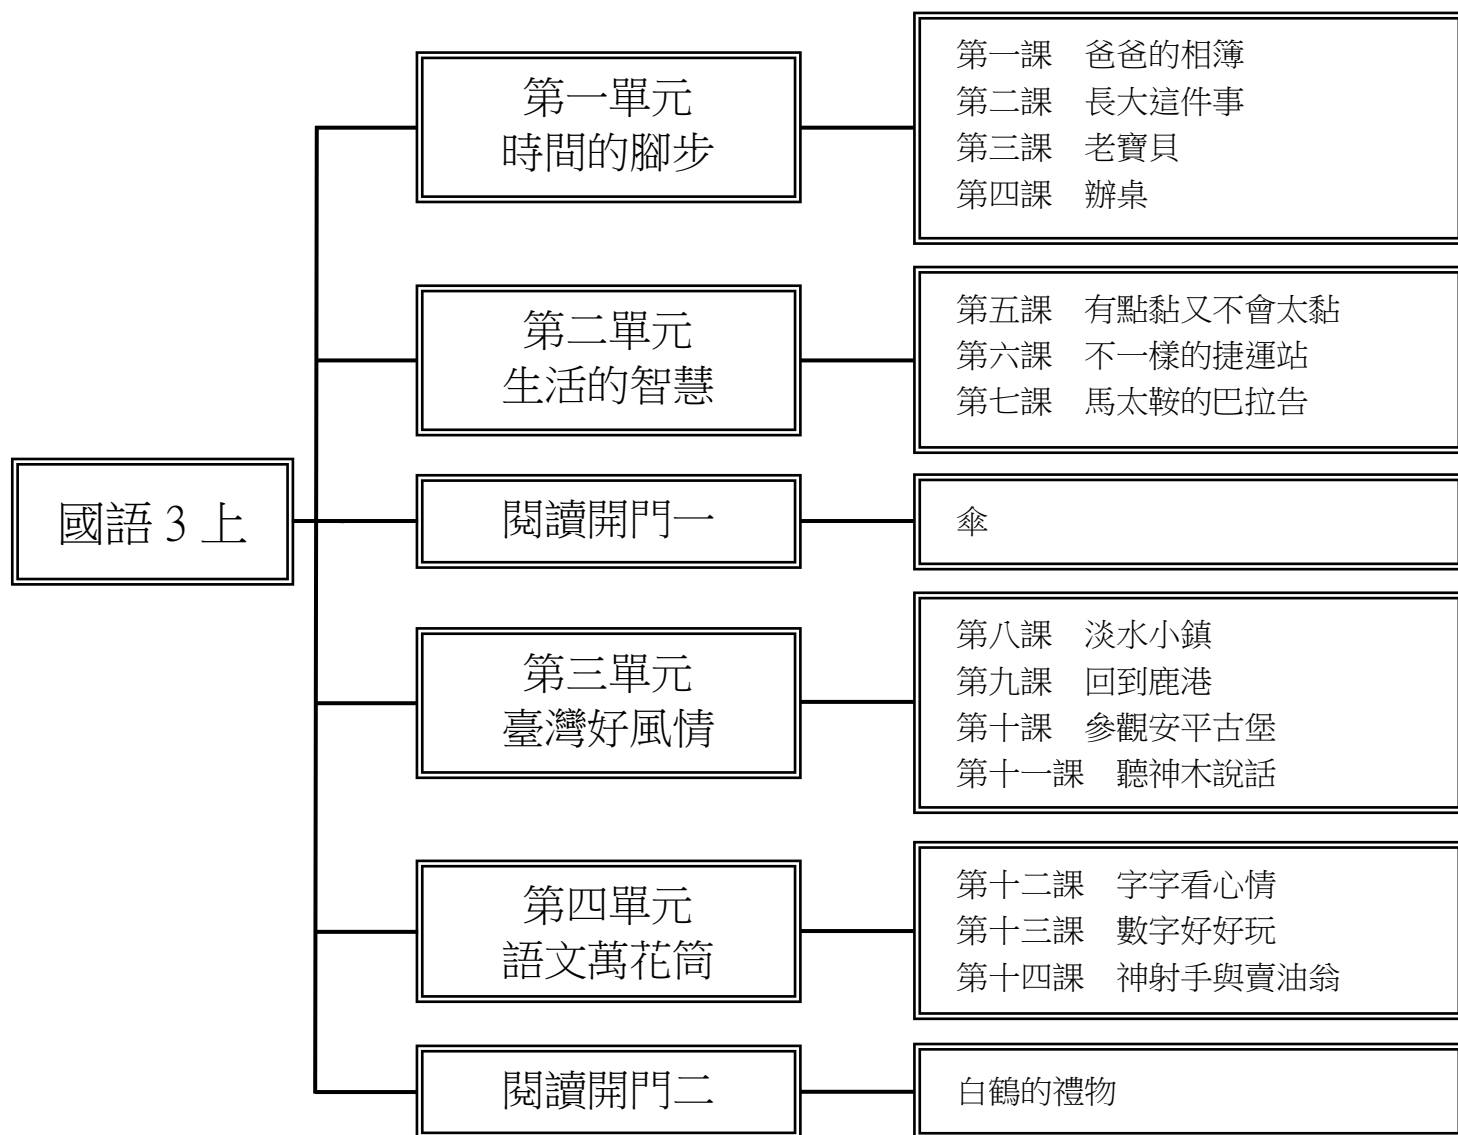 國語 3 上
第一單元
時間的腳步
第一課　爸爸的相簿
第二課　長大這件事
第三課　老寶貝
第四課　辦桌
第二單元
生活的智慧
第五課　有點黏又不會太黏
第六課　不一樣的捷運站
第七課　馬太鞍的巴拉告
閱讀開門一
傘
第三單元
臺灣好風情
第八課　淡水小鎮
第九課　回到鹿港
第十課　參觀安平古堡
第十一課　聽神木說話
第四單元
語文萬花筒
第十二課　字字看心情
第十三課　數字好好玩
第十四課　神射手與賣油翁
閱讀開門二
白鶴的禮物